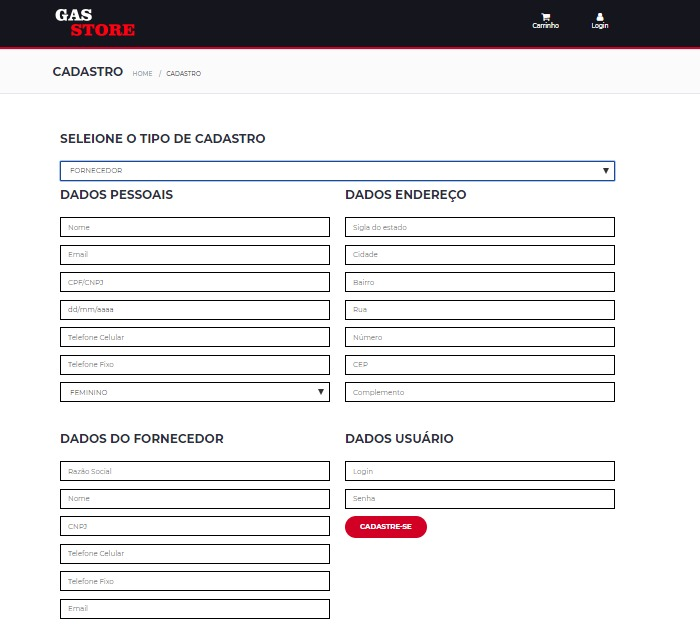 GAS
STORE
Carrinho
Login
CADASTRO HOME / CADASTRO
SELEIONE O TIPO DE CADASTRO
FORNECEDOR
DADOS PESSOAIS
Nome
Email
CPF/CNPJ
dd/mm/aaaa
Telefone Celular
Telefone Fixo
FEMININO
DADOS ENDEREÇO
Sigla do estado
Cidade
Bairro
Rua
Número
CEP
Complemento
DADOS DO FORNECEDOR
Razão Social
Nome
CNPJ
Telefone Celular
Telefone Fixo
Email
DADOS USUÁRIO
Login
Senha
CADASTRE-SE